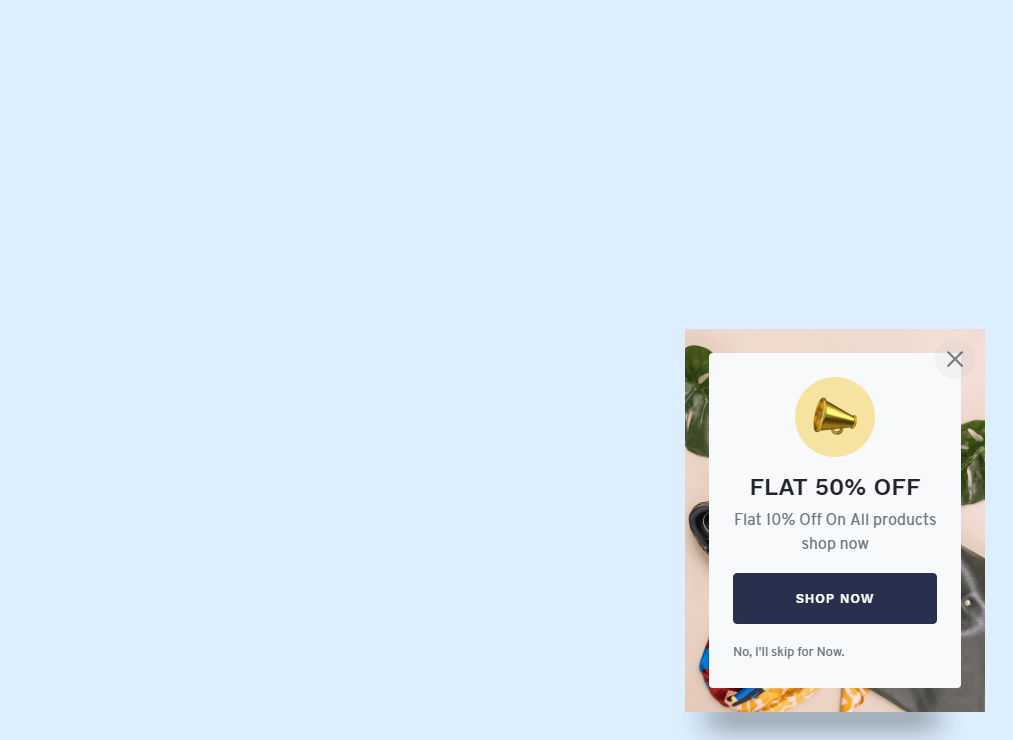 FLAT 50% OFF
Flat 10% Off On All products
shop now
SHOP NOW
No, I'll skip for Now.